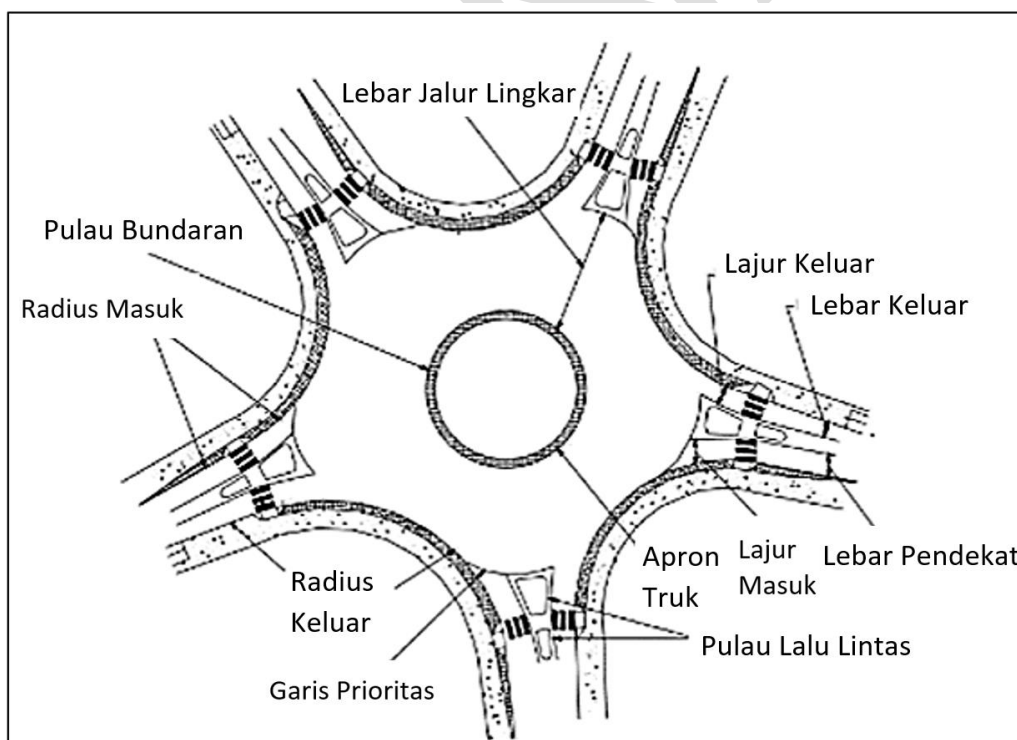 Lebar Jalur Lingkar
Pulau Bundaran
Lajur Keluar
Radius Masuk
Lebar Keluar
Apron
Truk
Lajur
Masuk
Lebar Pendekat
Radius
Keluar
Pulau Lalu Lintas
Garis Prioritas